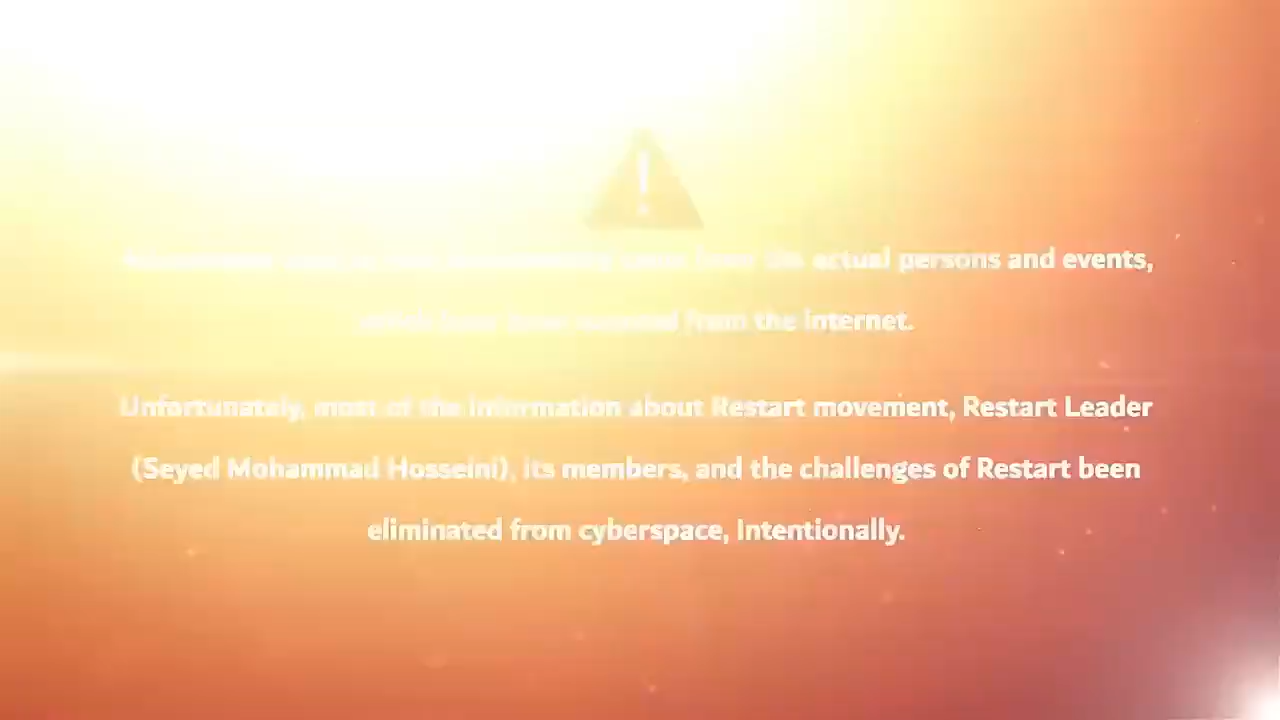 actual persons and events,
from the internet.
Unfortunately, most of the information about Restart movement, Restart Leader
(Seyed Mohammad Hosseini), its members, and the challenges of Restart been
eliminated from cyberspace, Intentionally.